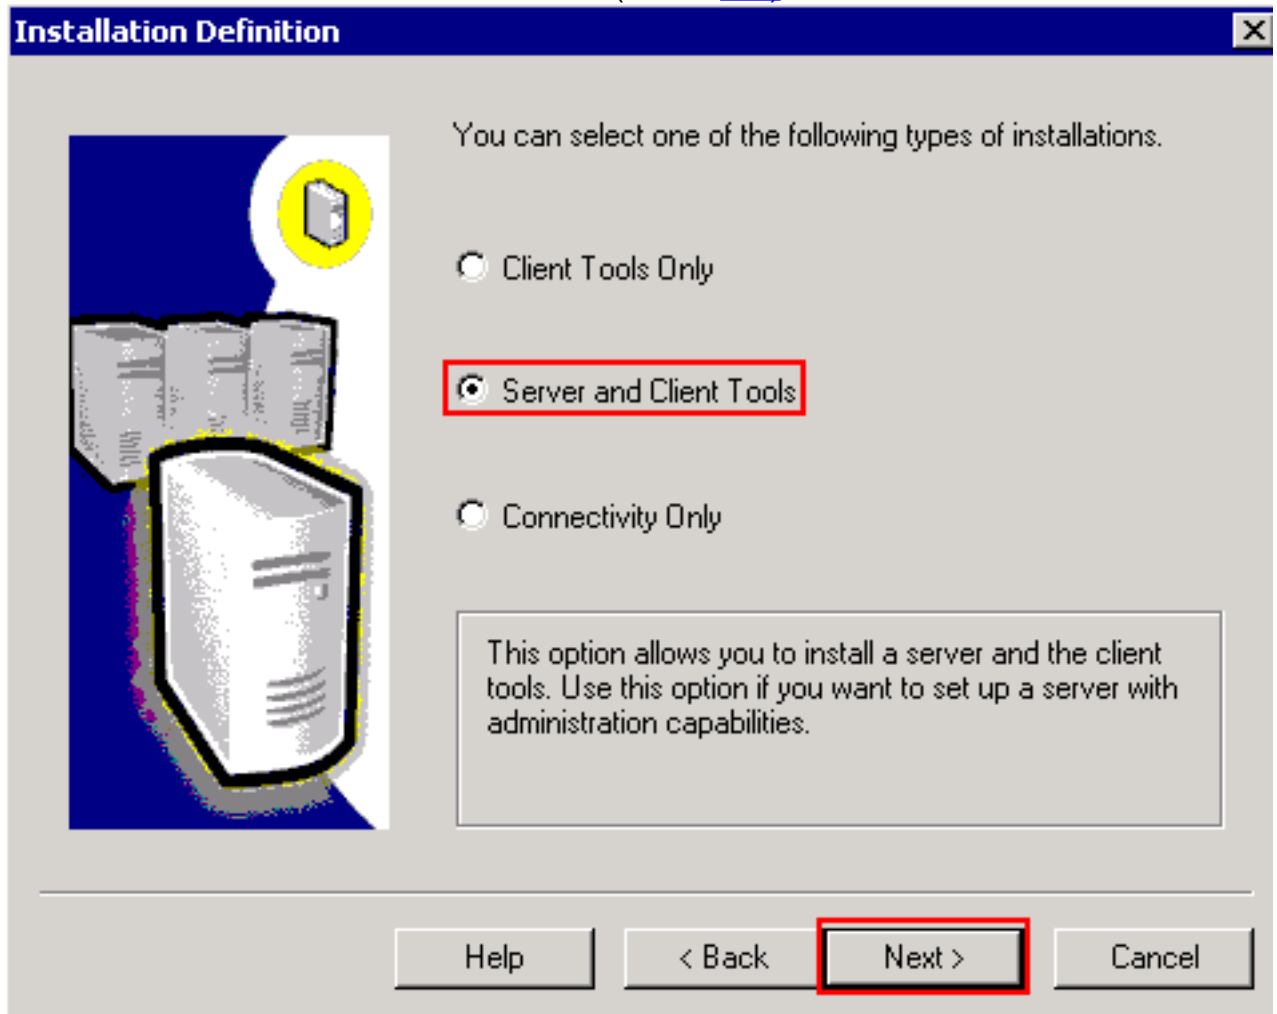 Installation Definition
You can select one of the following types of installations.
Client Tools Only
Server and Client Tools
Connectivity Only
This option allows you to install a server and the client
tools. Use this option if you want to set up a server with
administration capabilities.
Help
< Back
Next >
Cancel